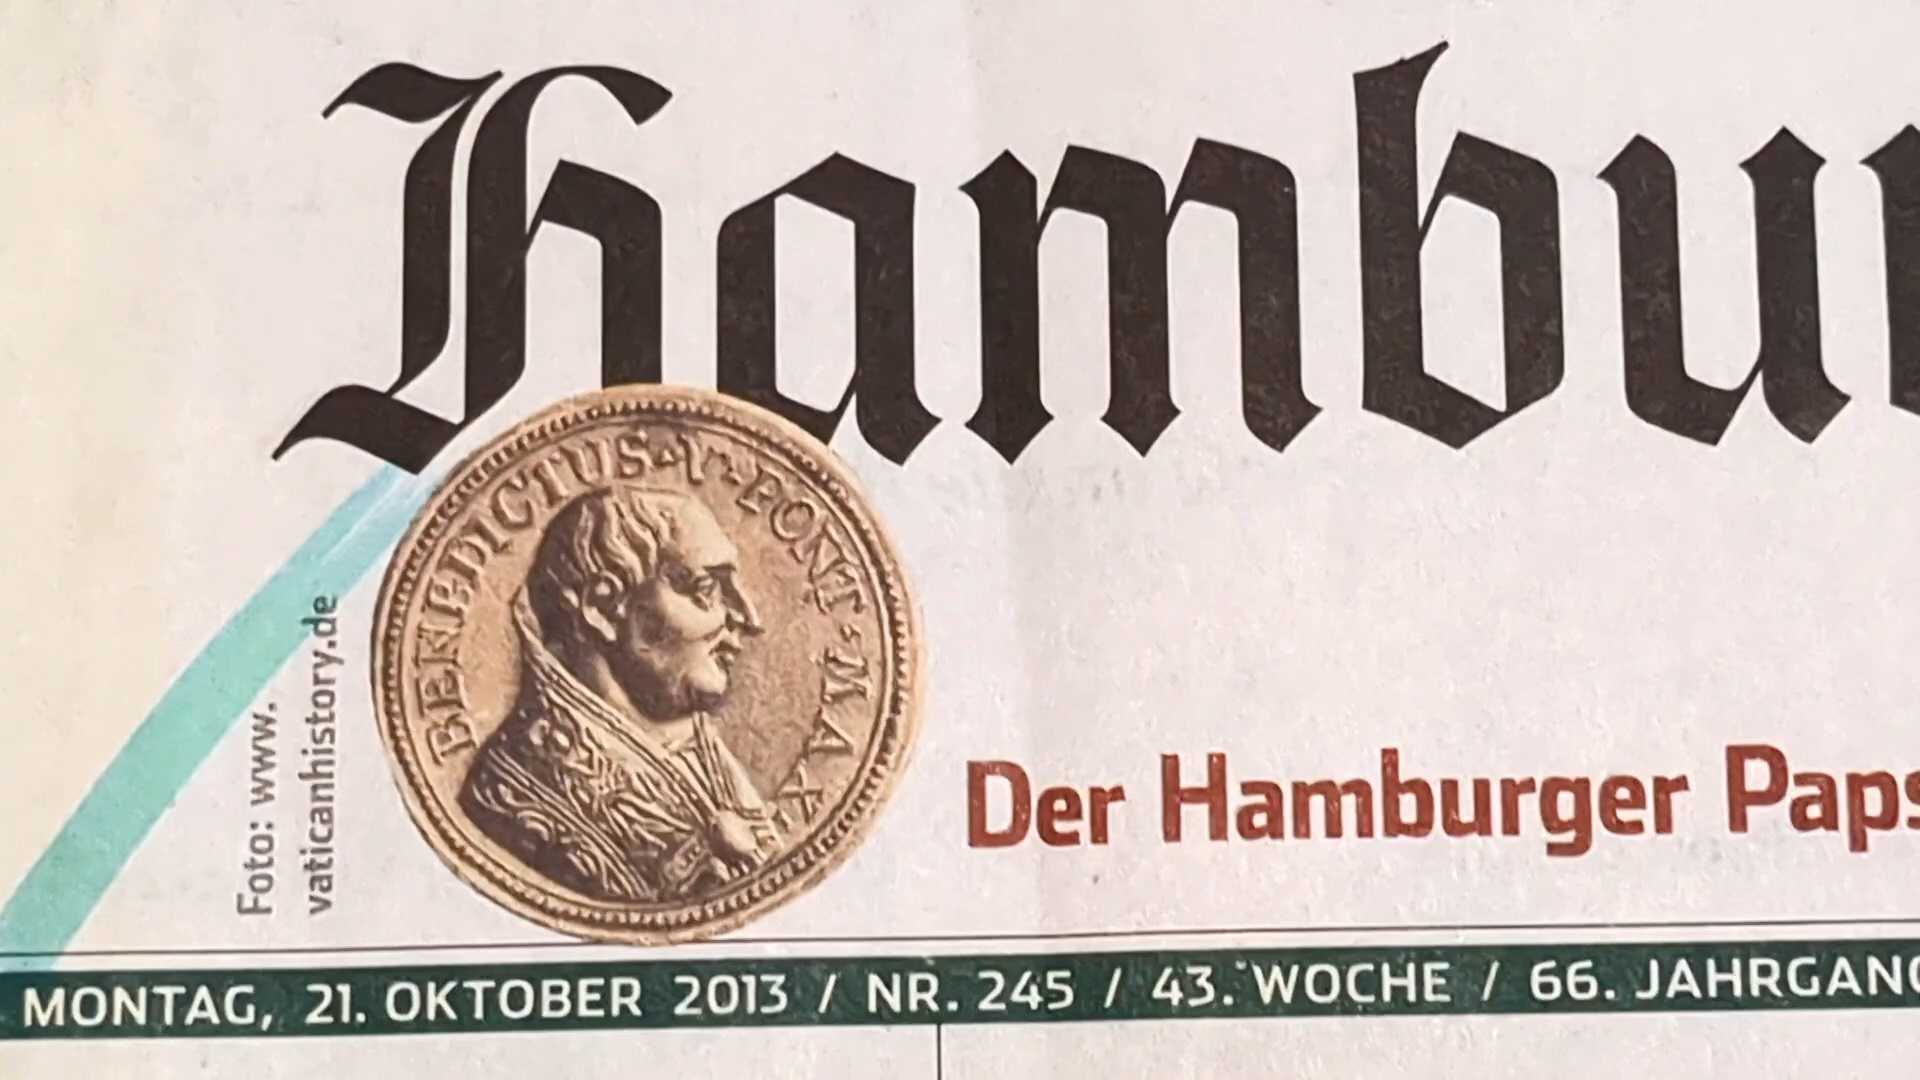 Hambu
BENEDICTUS·V·PONT·MAX
Foto: www.
vaticanhistory.de
Der Hamburger Paps
MONTAG, 21. OKTOBER 2013 / NR. 245 / 43. WOCHE / 66. JAHRGANG